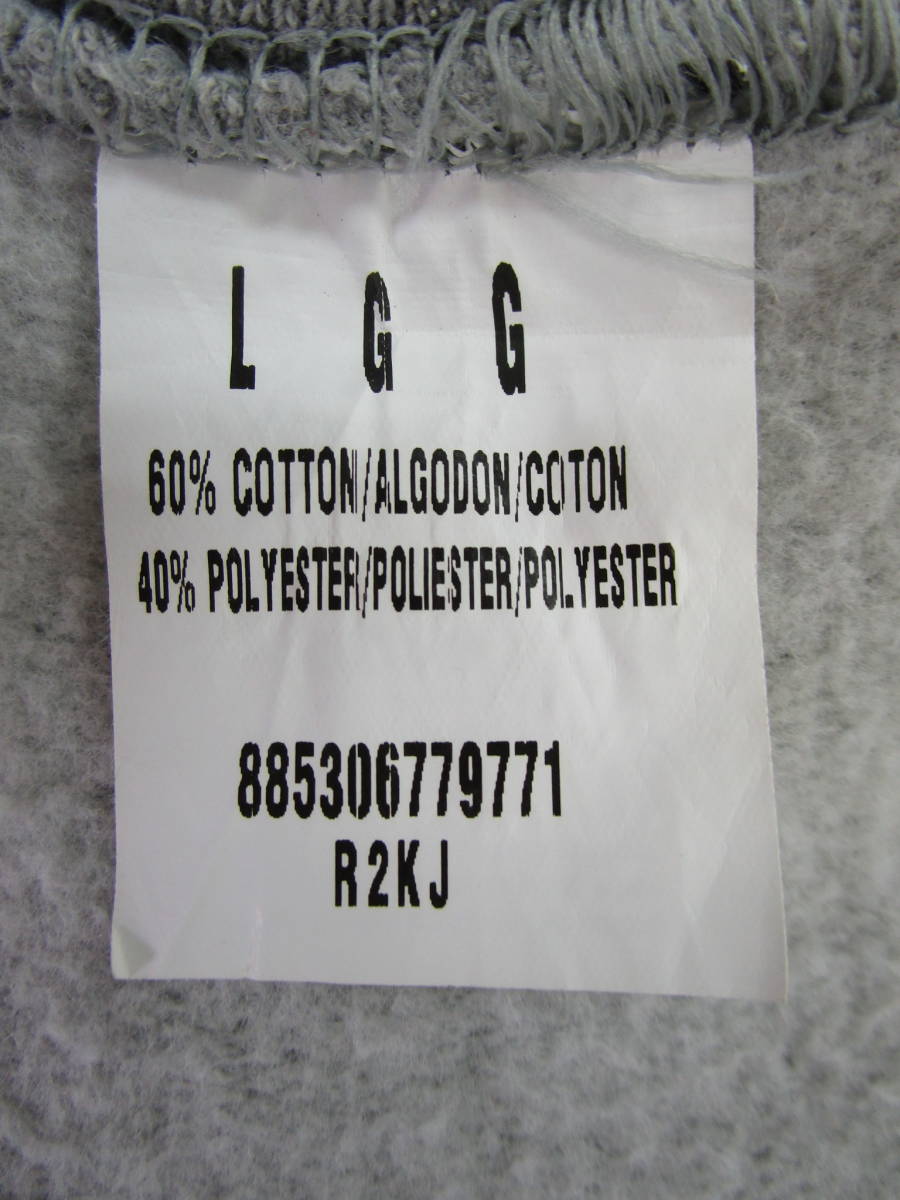 L G G
60% COTTON/ALGODON/COTON
40% POLYESTER/POLIESTER/POLYESTER
885306779771
R2KJ